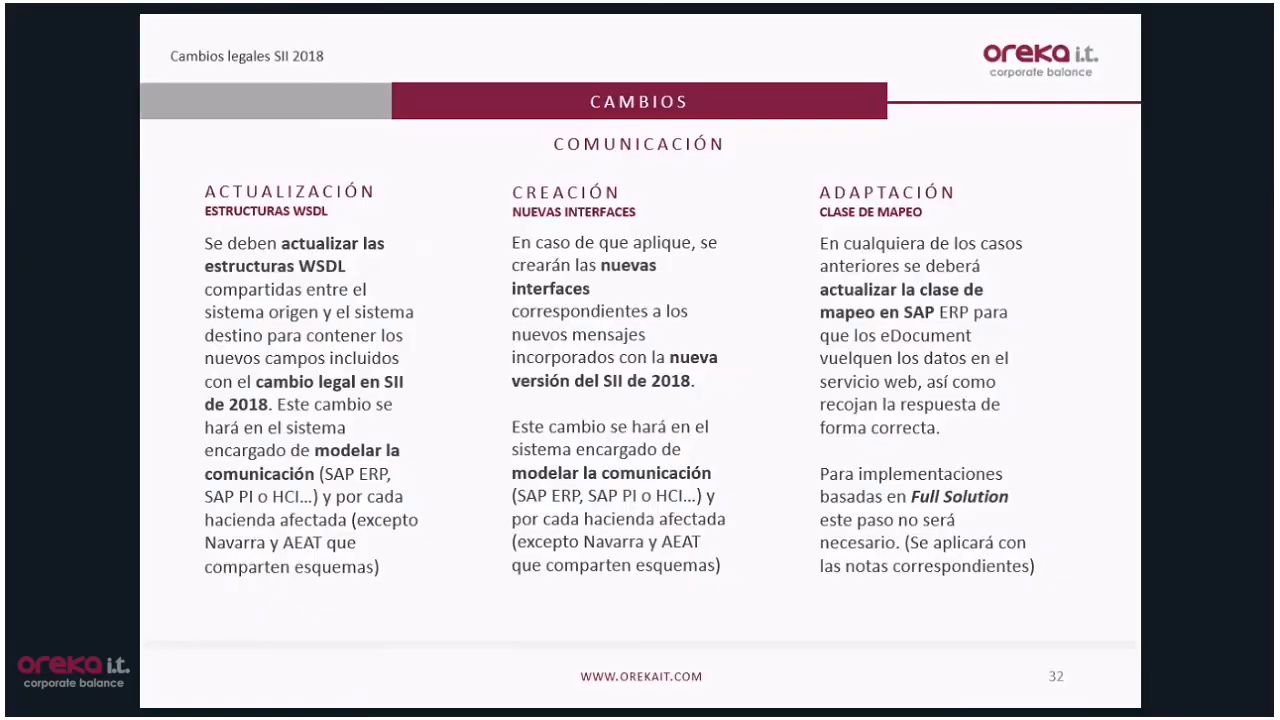 Cambios legales SII 2018
oreka i.t.
corporate balance
CAMBIOS
COMUNICACIÓN
ACTUALIZACIÓN
ESTRUCTURAS WSDL
Se deben actualizar las
estructuras WSDL
compartidas entre el
sistema origen y el sistema
destino para contener los
nuevos campos incluidos
con el cambio legal en SII
de 2018. Este cambio se
hará en el sistema
encargado de modelar la
comunicación (SAP ERP,
SAP PI o HCI…) y por cada
hacienda afectada (excepto
Navarra y AEAT que
comparten esquemas)
CREACIÓN
NUEVAS INTERFACES
En caso de que aplique, se
crearán las nuevas
interfaces
correspondientes a los
nuevos mensajes
incorporados con la nueva
versión del SII de 2018.
Este cambio se hará en el
sistema encargado de
modelar la comunicación
(SAP ERP, SAP PI o HCI…) y
por cada hacienda afectada
(excepto Navarra y AEAT
que comparten esquemas)
ADAPTACIÓN
CLASE DE MAPEO
En cualquiera de los casos
anteriores se deberá
actualizar la clase de
mapeo en SAP ERP para
que los eDocument
vuelquen los datos en el
servicio web, así como
recojan la respuesta de
forma correcta.
Para implementaciones
basadas en Full Solution
este paso no será
necesario. (Se aplicará con
las notas correspondientes)
oreka i.t.
corporate balance
WWW.OREKAIT.COM
32